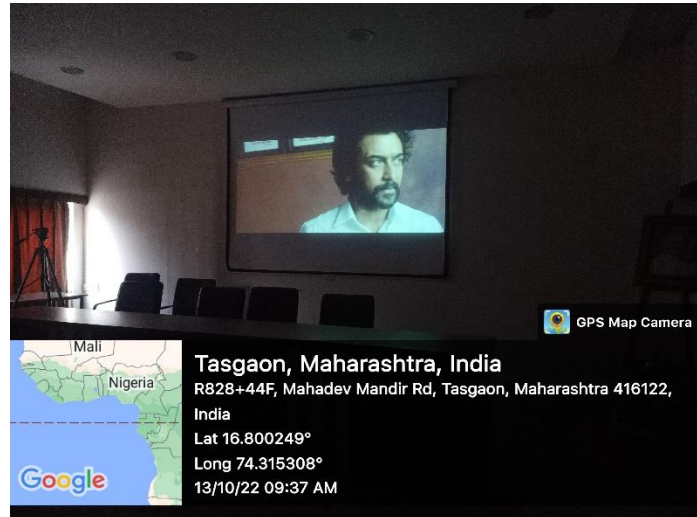 GPS Map Camera
Mali
Nigeria
Google
Tasgaon, Maharashtra, India
R828+44F, Mahadev Mandir Rd, Tasgaon, Maharashtra 416122,
India
Lat 16.800249°
Long 74.315308°
13/10/22 09:37 AM